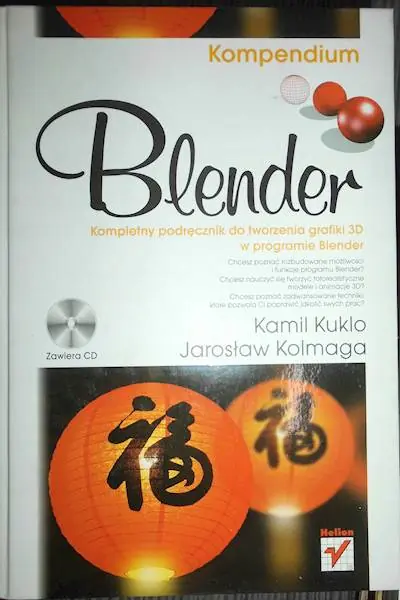 Kompendium
Blender
Kompletny podręcznik do tworzenia grafiki 3D
w programie Blender
Chcesz poznać rozbudowane możliwości
i funkcje programu Blender?
Chcesz nauczyć się tworzyć fotorealistyczne
modele i animacje 3D?
Chcesz poznać zaawansowane techniki,
które pozwolą Ci poprawić jakość swych prac?
Kamil Kuklo
Jarosław Kolmaga
Zawiera CD
福
福
Helion